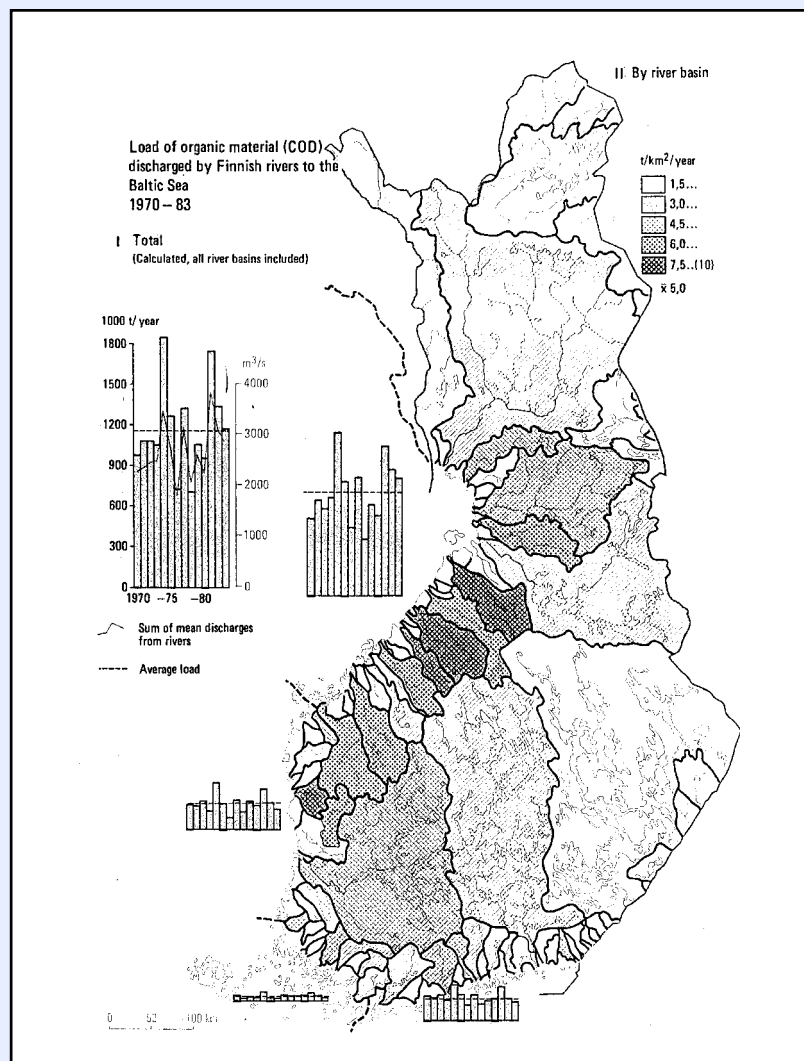 Load of organic material (COD)
discharged by Finnish rivers to the
Baltic Sea
1970 – 83
I Total
(Calculated, all river basins included)
II By river basin
t/km²/year
1,5...
3,0...
4,5...
6,0...
7,5..(10)
x̄ 5,0
1000 t/year
1800
1500
1200
900
600
300
0
m³/s
4000
3000
2000
1000
0
1970 –75 –80
Sum of mean discharges
from rivers
Average load
0 50 100 km